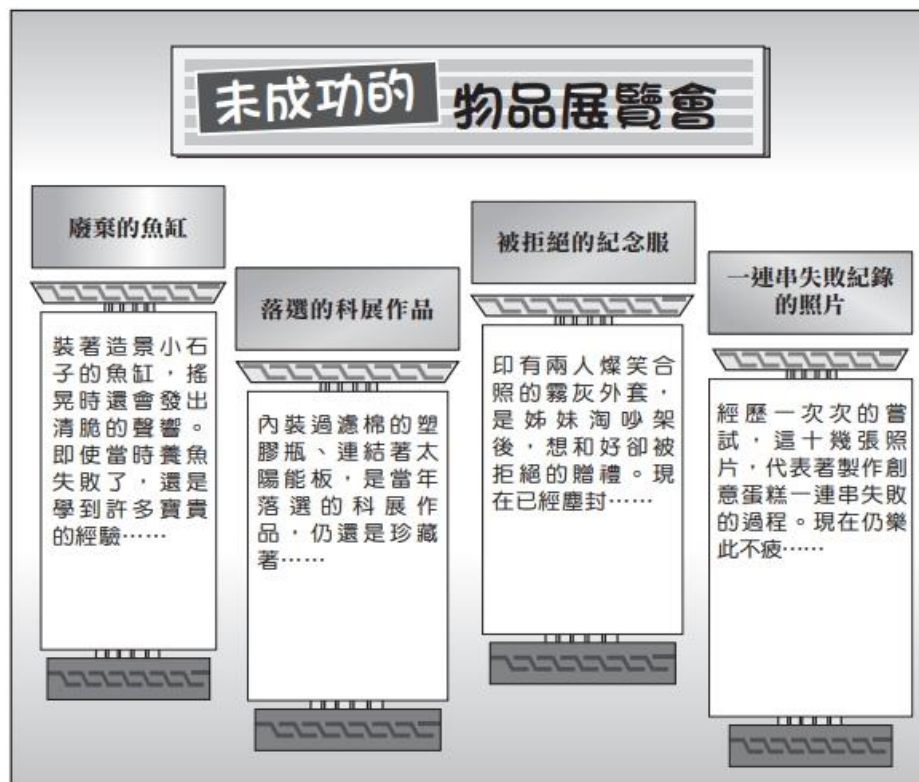 未成功的 物品展覽會
廢棄的魚缸
裝著造景小石
子的魚缸,搖
晃時還會發出
清脆的聲響。
即使當時養魚
失敗了,還是
學到許多寶貴
的經驗……
落選的科展作品
內裝過濾棉的塑
膠瓶、連結著太
陽能板,是當年
落選的科展作
品,仍還是珍藏
著……
被拒絕的紀念服
印有兩人燦笑合
照的霧灰外套,
是姊妹淘吵架
後,想和好卻被
拒絕的贈禮。現
在已經塵封……
一連串失敗紀錄
的照片
經歷一次次的嘗
試,這十幾張照
片,代表著製作創
意蛋糕一連串失敗
的過程。現在仍樂
此不疲……